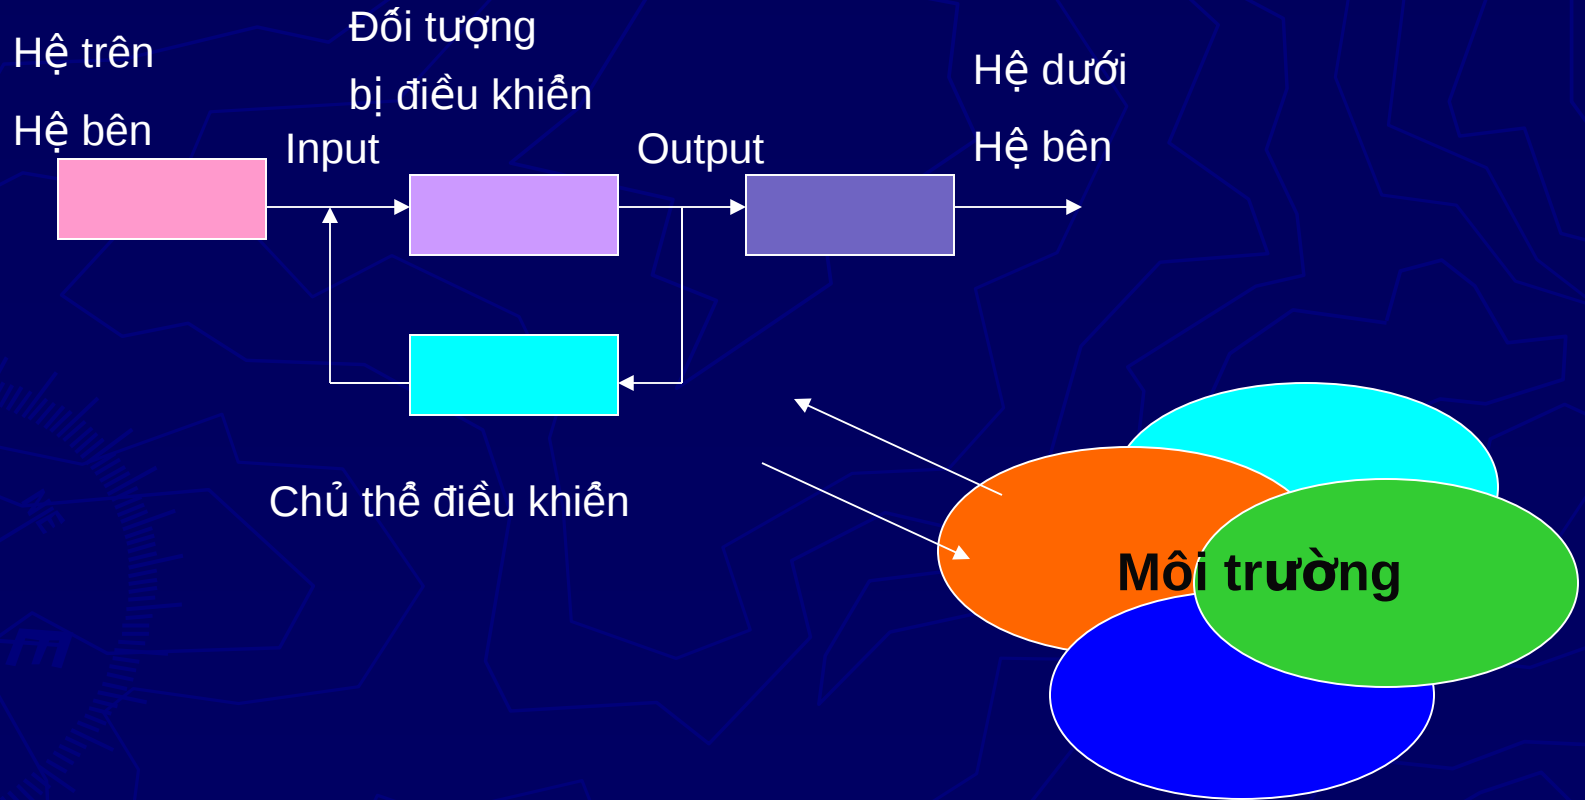 Hệ trên
Hệ bên
Đối tượng
bị điều khiển
Input
Output
Hệ dưới
Hệ bên
Chủ thể điều khiển
Môi trường